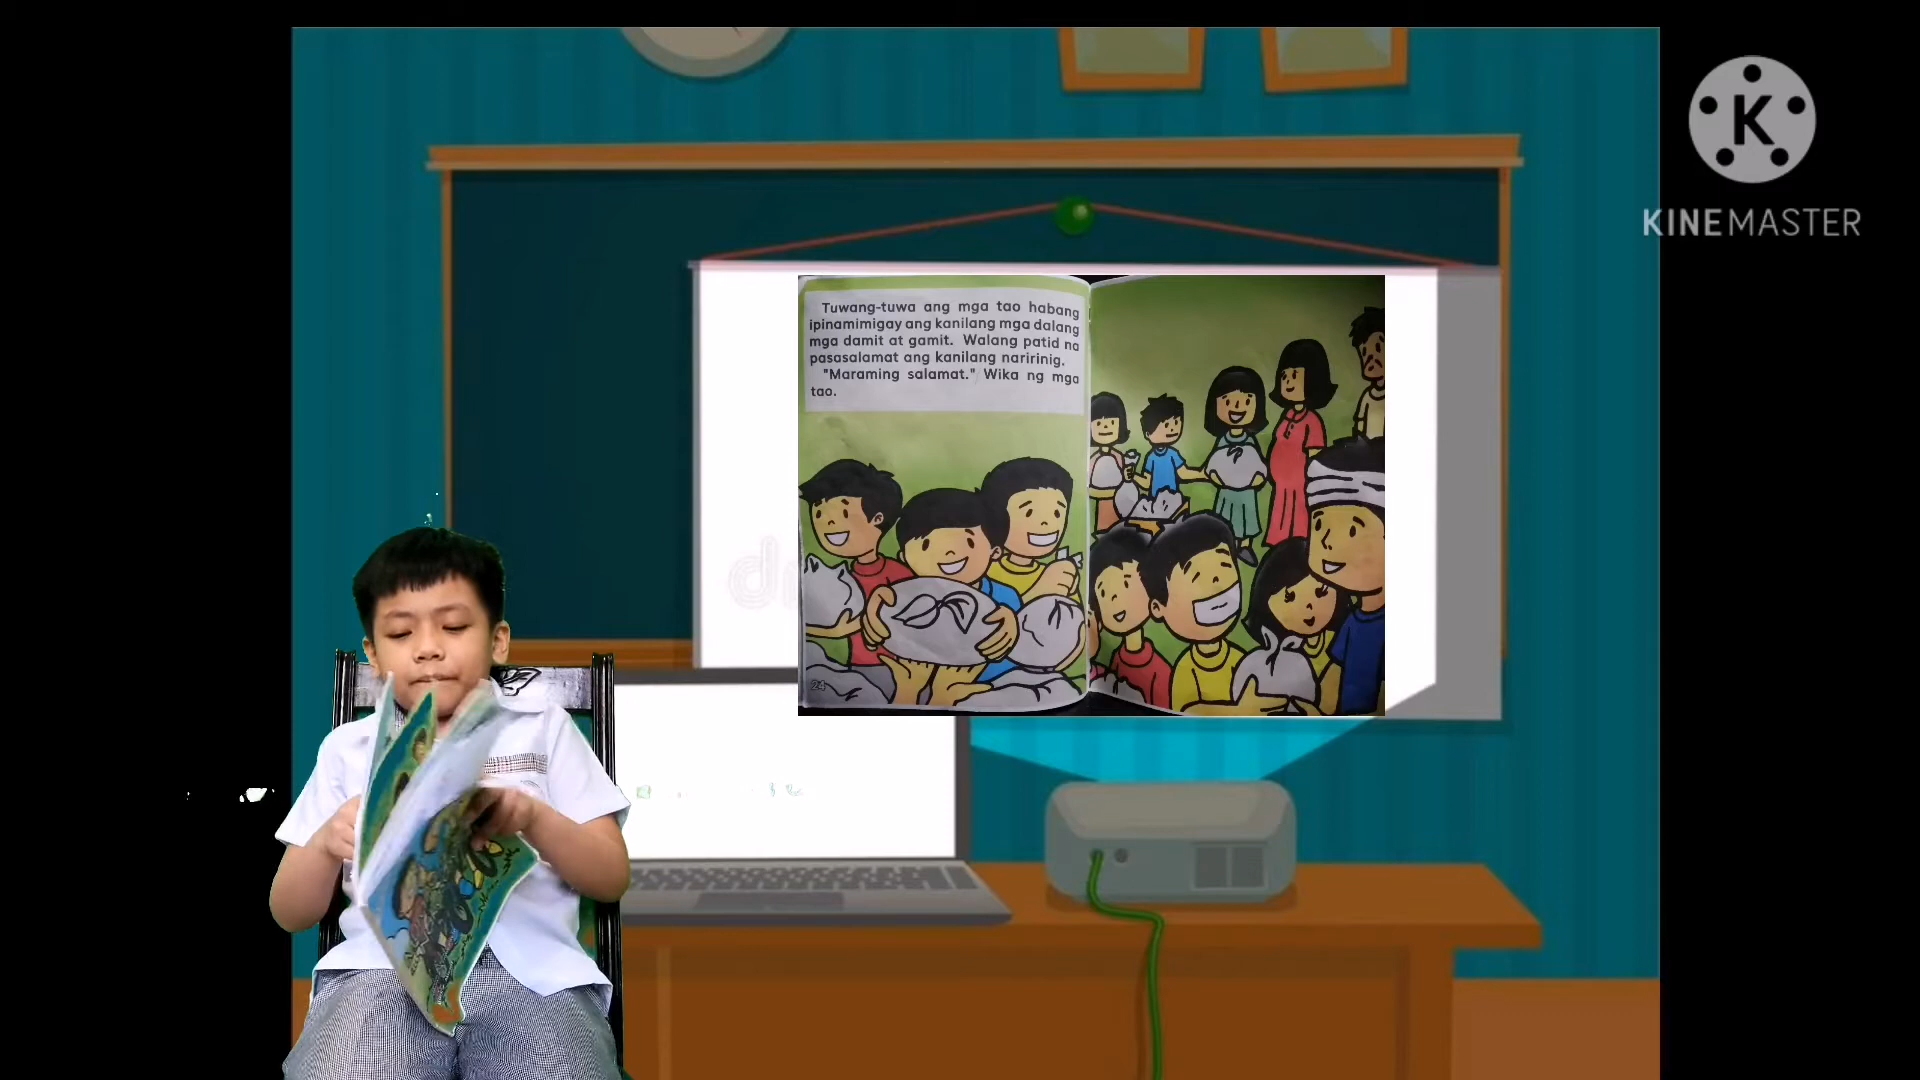 KINEMASTER
Tuwang-tuwa ang mga tao habang
ipinamimigay ang kanilang mga dalang
mga damit at gamit. Walang patid na
pasasalamat ang kanilang naririnig.
"Maraming salamat." Wika ng mga
tao.
24